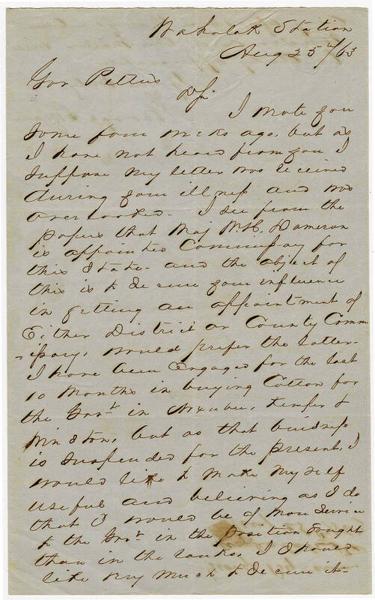 Wahalak Station
Aug 25th/63
Gov Pettus
D Sir
I wrote you
some four weeks ago, but as
I have not heard from you I
suppose my letter was received
during your illness and was
over looked. I see from the
papers that Maj W H. Dameron
is appointed Commissary for
this State. and the object of
this is to secure your influence
in getting an appointment of
Either District or County Comm
issary, would prefer the latter.
I have been Engaged for the last
10 Months in buying Cotton for
the Govt in Noxubee, Kemper &
Winston, but as that business
is suspended for the present, I
would like to make myself
useful and believing as I do
that I would be of more service
to the Govt in the position sought
than in the ranks, I should
like very much to secure it.